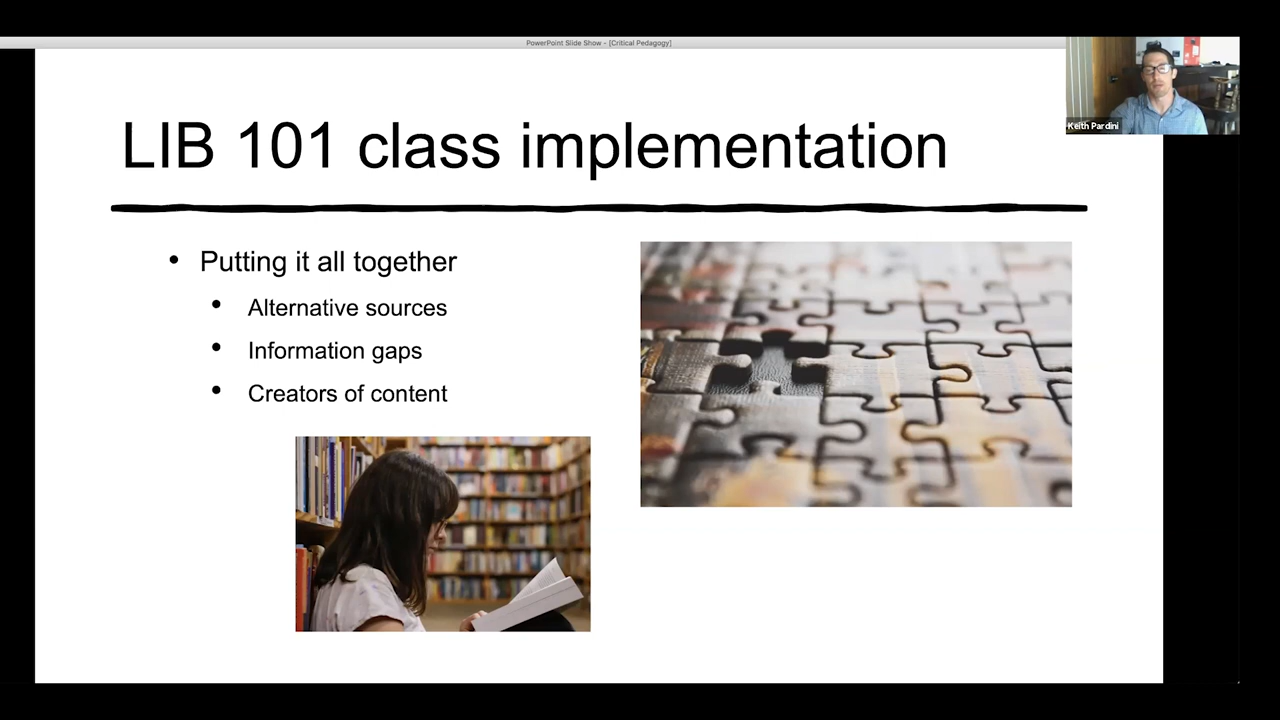 PowerPoint Slide Show - [Critical Pedagogy]
Keith Pardini
LIB 101 class implementation
• Putting it all together
• Alternative sources
• Information gaps
• Creators of content